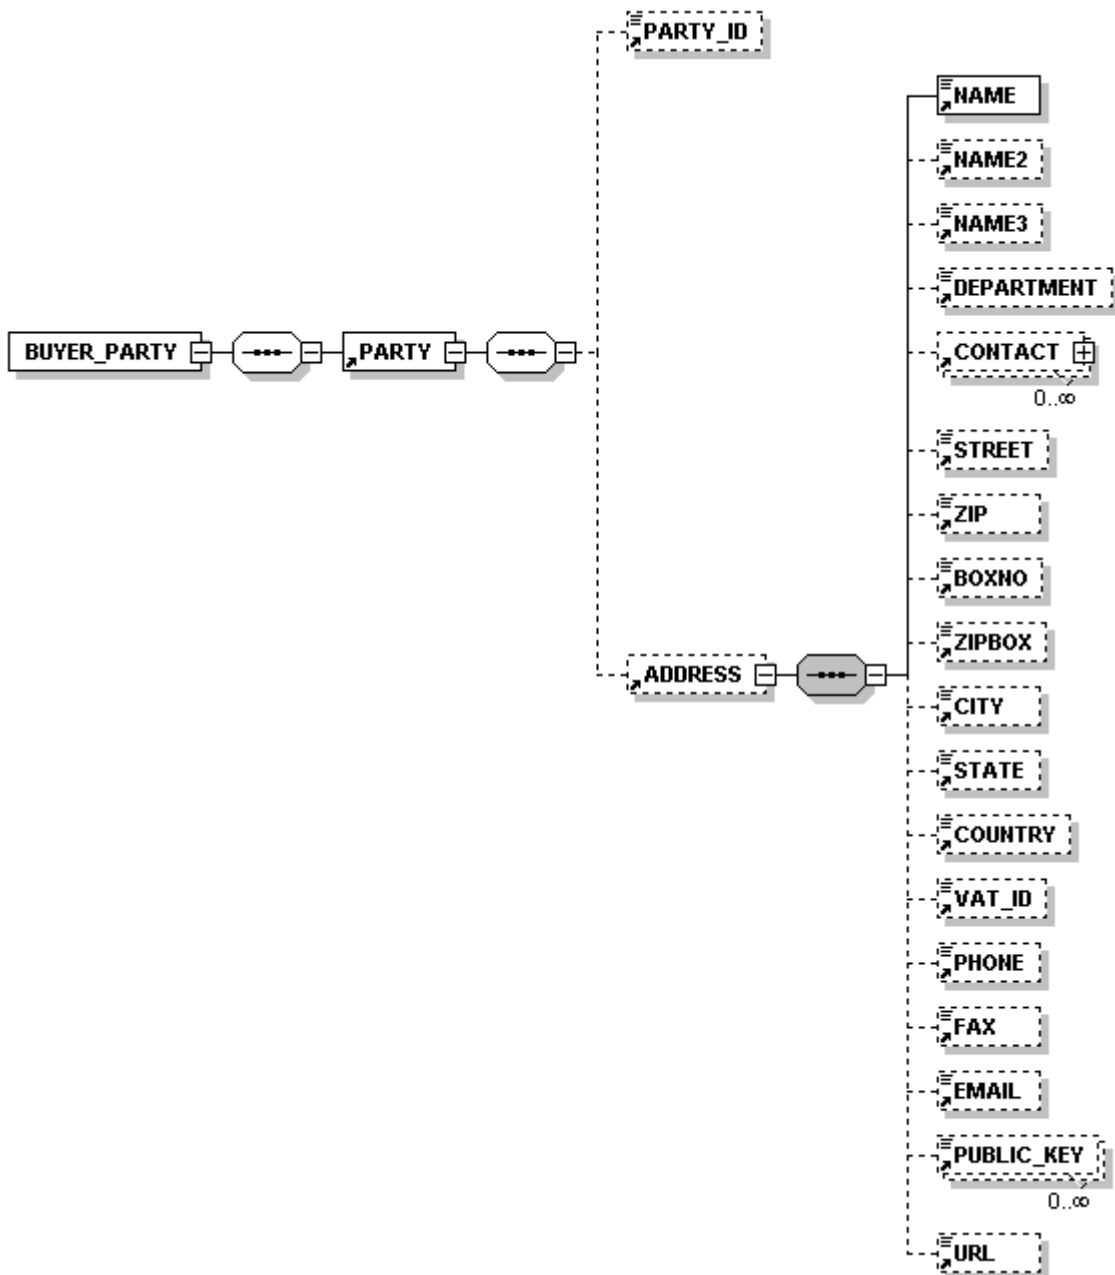 PARTY_ID
NAME
NAME2
NAME3
DEPARTMENT
BUYER_PARTY
PARTY
CONTACT
0..∞
STREET
ZIP
BOXNO
ZIPBOX
ADDRESS
CITY
STATE
COUNTRY
VAT_ID
PHONE
FAX
EMAIL
PUBLIC_KEY
0..∞
URL